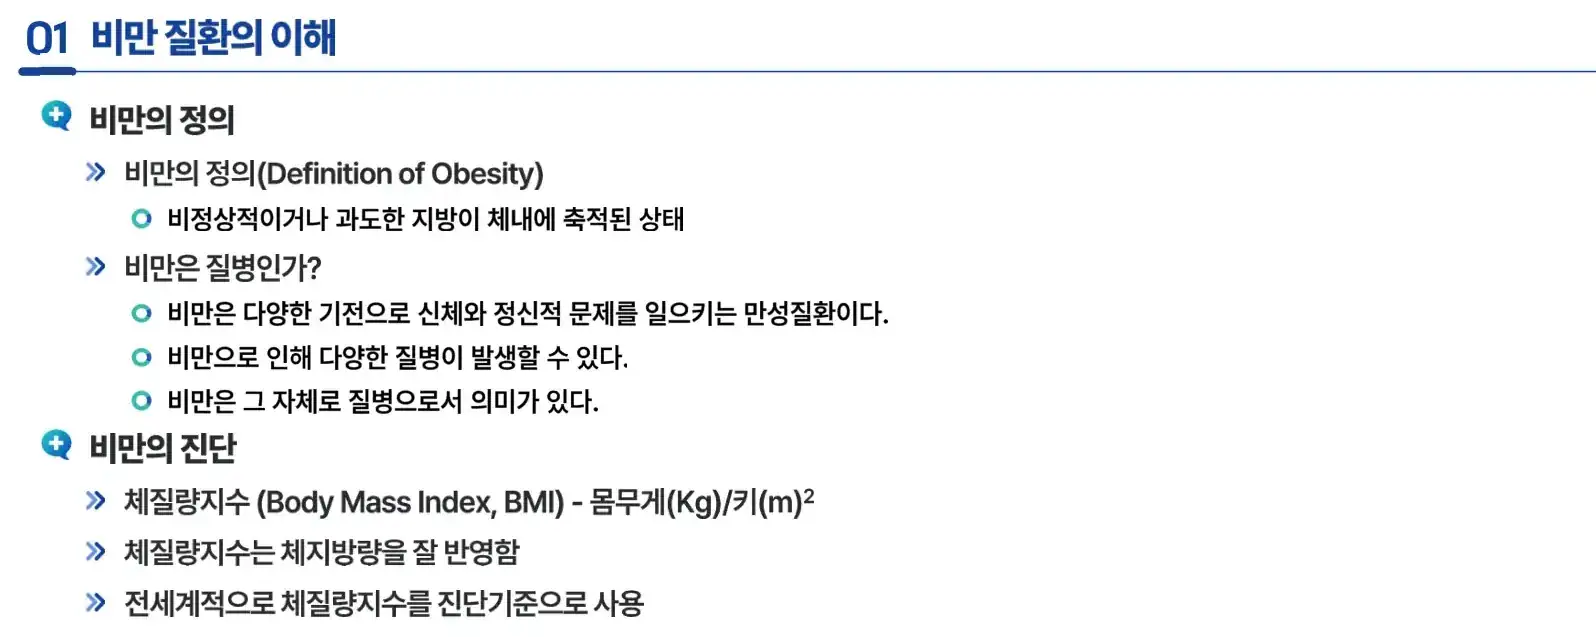 01 비만 질환의 이해
비만의 정의
비만의 정의(Definition of Obesity)
비정상적이거나 과도한 지방이 체내에 축적된 상태
비만은 질병인가?
비만은 다양한 기전으로 신체와 정신적 문제를 일으키는 만성질환이다.
비만으로 인해 다양한 질병이 발생할 수 있다.
비만은 그 자체로 질병으로서 의미가 있다.
비만의 진단
체질량지수 (Body Mass Index, BMI) - 몸무게(Kg)/키(m)²
체질량지수는 체지방량을 잘 반영함
전세계적으로 체질량지수를 진단기준으로 사용